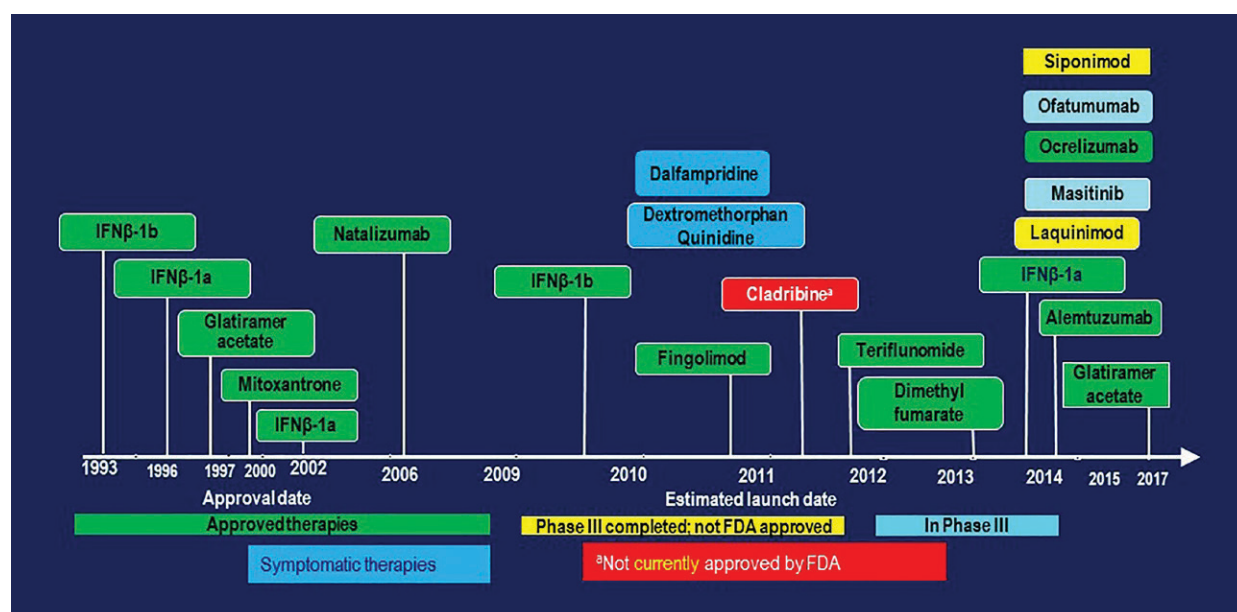 Siponimod
Ofatumumab
Ocrelizumab
Masitinib
Laquinimod
Dalfampridine
Dextromethorphan
Quinidine
IFNβ-1b
Natalizumab
IFNβ-1a
IFNβ-1b
IFNβ-1a
Cladribineᵃ
Glatiramer
acetate
Alemtuzumab
Fingolimod
Teriflunomide
Mitoxantrone
Dimethyl
fumarate
Glatiramer
acetate
IFNβ-1a
1993 1996 1997 2000 2002 2006 2009 2010 2011 2012 2013 2014 2015 2017
Approval date Estimated launch date
Approved therapies Phase III completed; not FDA approved In Phase III
Symptomatic therapies ᵃNot currently approved by FDA